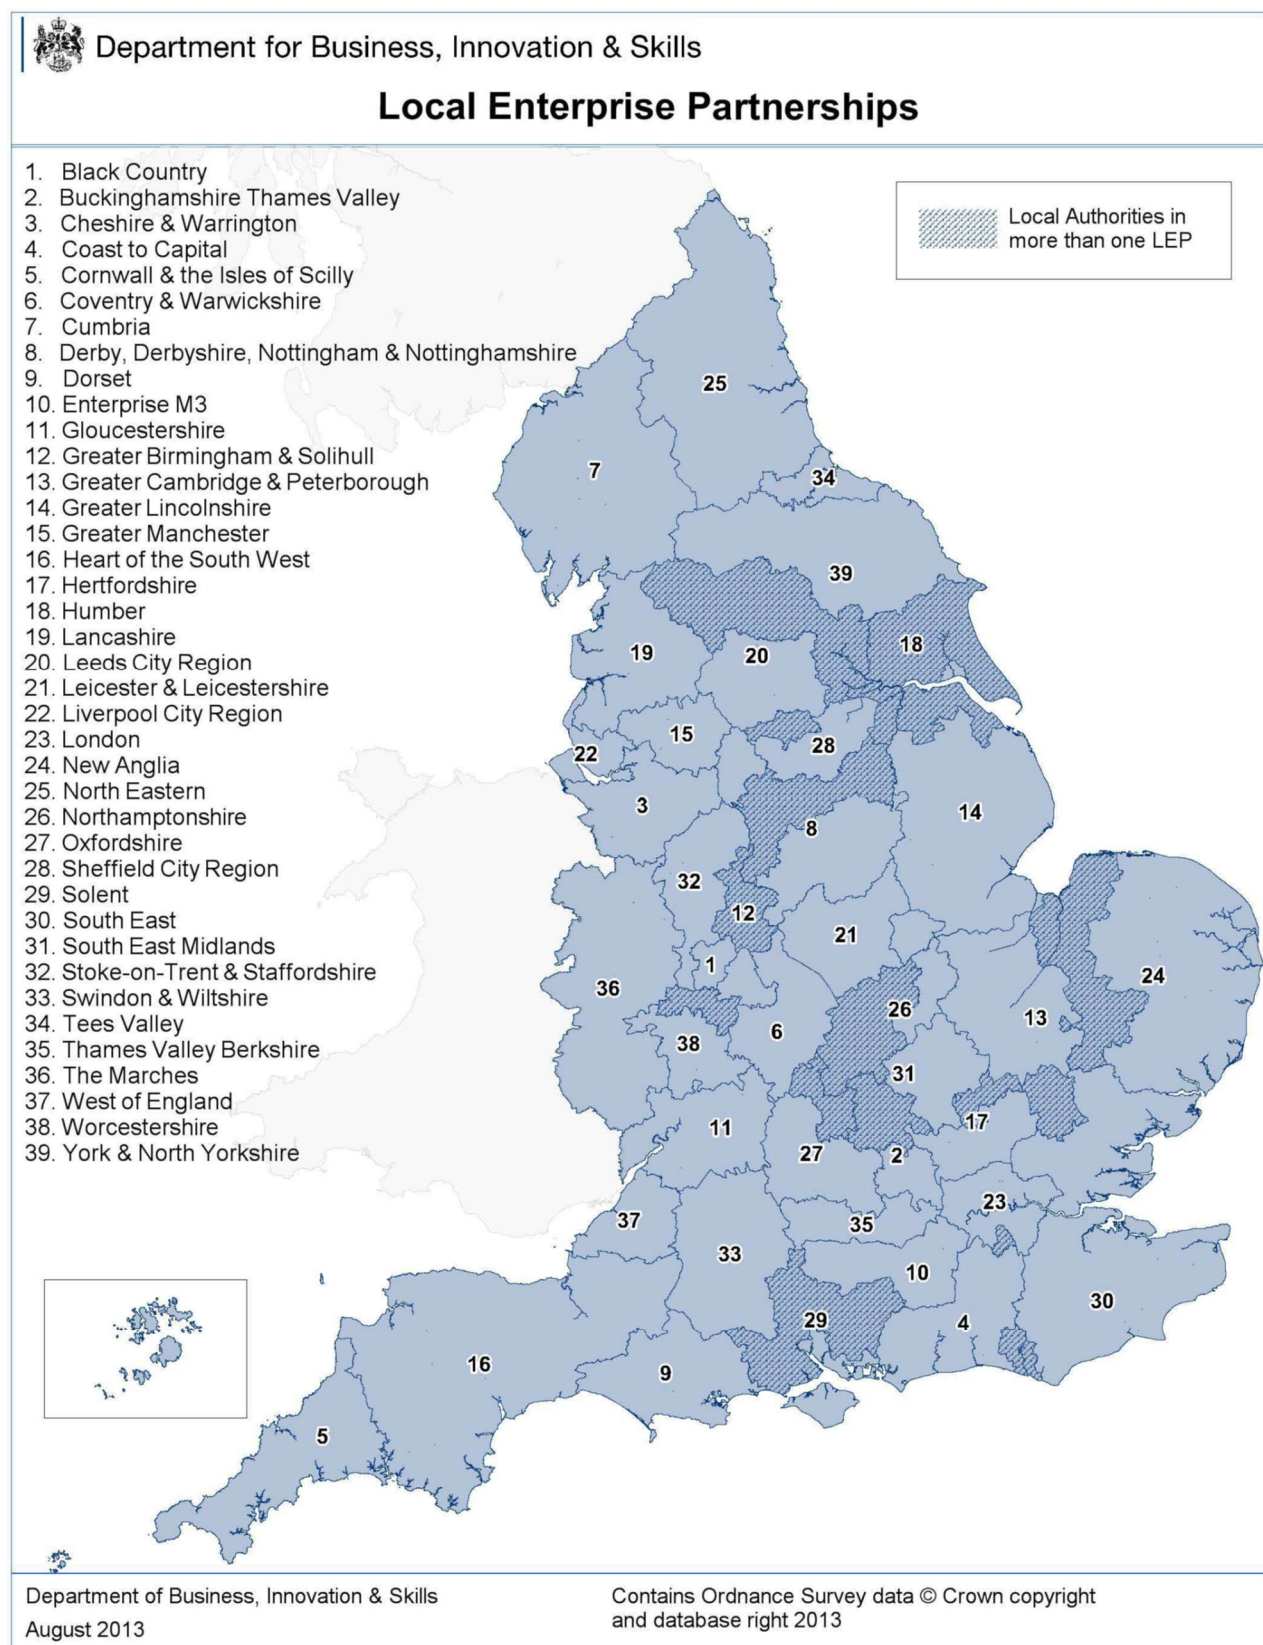 Department for Business, Innovation & Skills
Local Enterprise Partnerships
1. Black Country
2. Buckinghamshire Thames Valley
3. Cheshire & Warrington
4. Coast to Capital
5. Cornwall & the Isles of Scilly
6. Coventry & Warwickshire
7. Cumbria
8. Derby, Derbyshire, Nottingham & Nottinghamshire
9. Dorset
10. Enterprise M3
11. Gloucestershire
12. Greater Birmingham & Solihull
13. Greater Cambridge & Peterborough
14. Greater Lincolnshire
15. Greater Manchester
16. Heart of the South West
17. Hertfordshire
18. Humber
19. Lancashire
20. Leeds City Region
21. Leicester & Leicestershire
22. Liverpool City Region
23. London
24. New Anglia
25. North Eastern
26. Northamptonshire
27. Oxfordshire
28. Sheffield City Region
29. Solent
30. South East
31. South East Midlands
32. Stoke-on-Trent & Staffordshire
33. Swindon & Wiltshire
34. Tees Valley
35. Thames Valley Berkshire
36. The Marches
37. West of England
38. Worcestershire
39. York & North Yorkshire
Local Authorities in
more than one LEP
25
7
34
39
18
19
20
15
28
22
3
14
8
32
12
21
1
24
36
26
13
6
38
31
17
11
27
2
23
37
35
33
10
30
29
4
16
9
5
Department of Business, Innovation & Skills
August 2013
Contains Ordnance Survey data © Crown copyright
and database right 2013